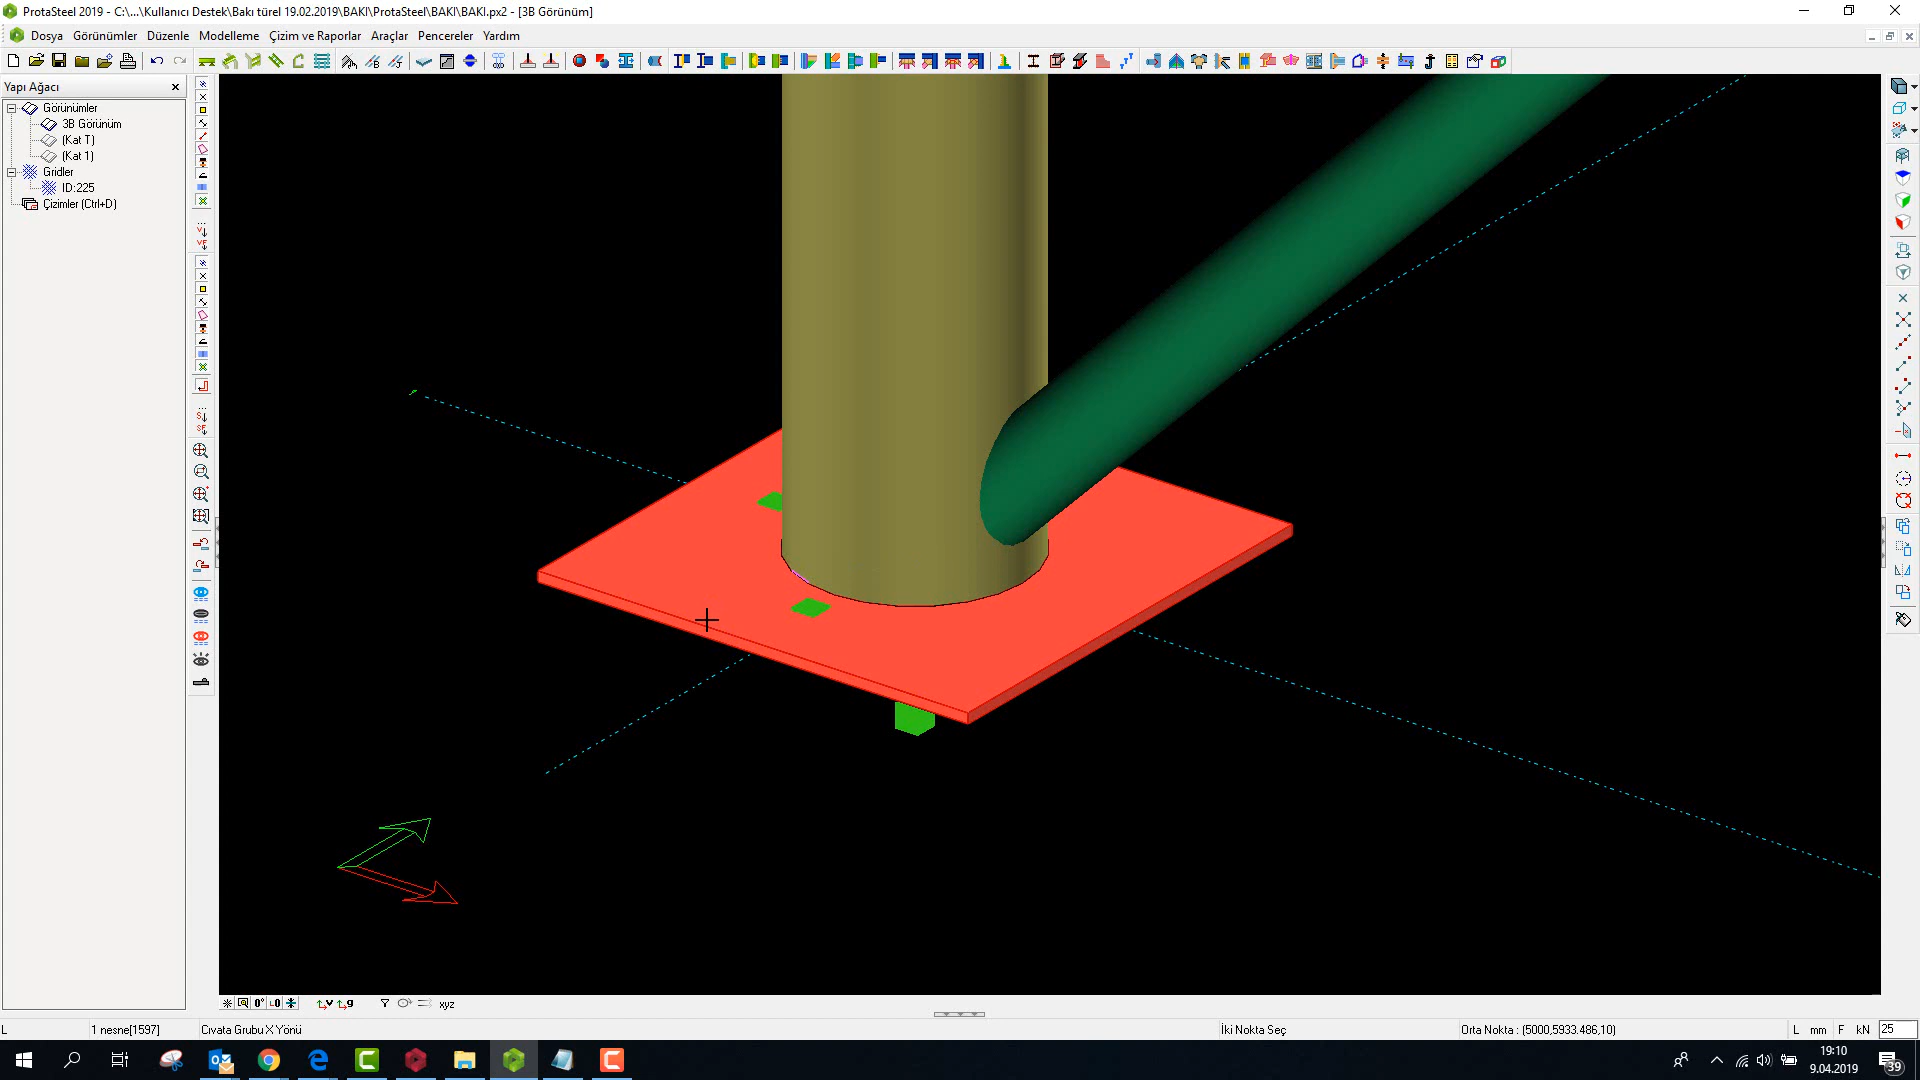 ProtaSteel 2019 - C:\...\Kullanıcı Destek\Bakı türel 19.02.2019\BAKI\ProtaSteel\BAKI\BAKI.px2 - [3B Görünüm]
Dosya Görünümler Düzenle Modelleme Çizim ve Raporlar Araçlar Pencereler Yardım
Yapı Ağacı
Görünümler
3B Görünüm
(Kat T)
(Kat 1)
Gridler
ID:225
Çizimler (Ctrl+D)
xyz
L 1 nesne[1597] Cıvata Grubu X Yönü İki Nokta Seç Orta Nokta : (5000,5933.486,10) L mm F kN 25
19:10
9.04.2019
39